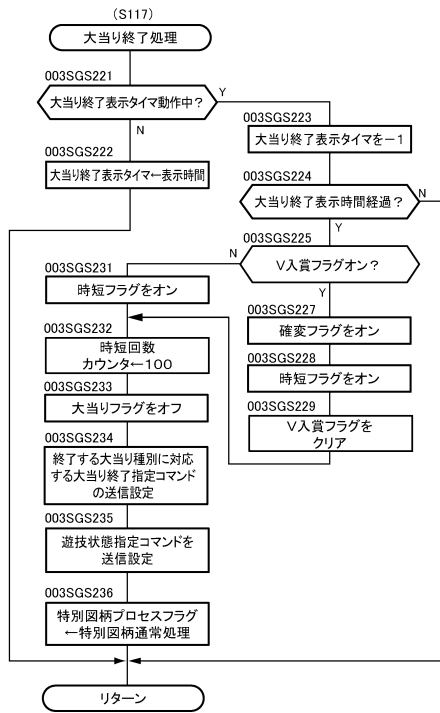 (S117)
大当り終了処理
003SGS221
大当り終了表示タイマ動作中？
Y
N
003SGS222
大当り終了表示タイマ←表示時間
003SGS223
大当り終了表示タイマを－1
003SGS224
大当り終了表示時間経過？
N
Y
003SGS225
V入賞フラグオン？
N
Y
003SGS231
時短フラグをオン
003SGS227
確変フラグをオン
003SGS232
時短回数
カウンタ←100
003SGS228
時短フラグをオン
003SGS233
大当りフラグをオフ
003SGS229
V入賞フラグを
クリア
003SGS234
終了する大当り種別に対応
する大当り終了指定コマンド
の送信設定
003SGS235
遊技状態指定コマンドを
送信設定
003SGS236
特別図柄プロセスフラグ
←特別図柄通常処理
リターン